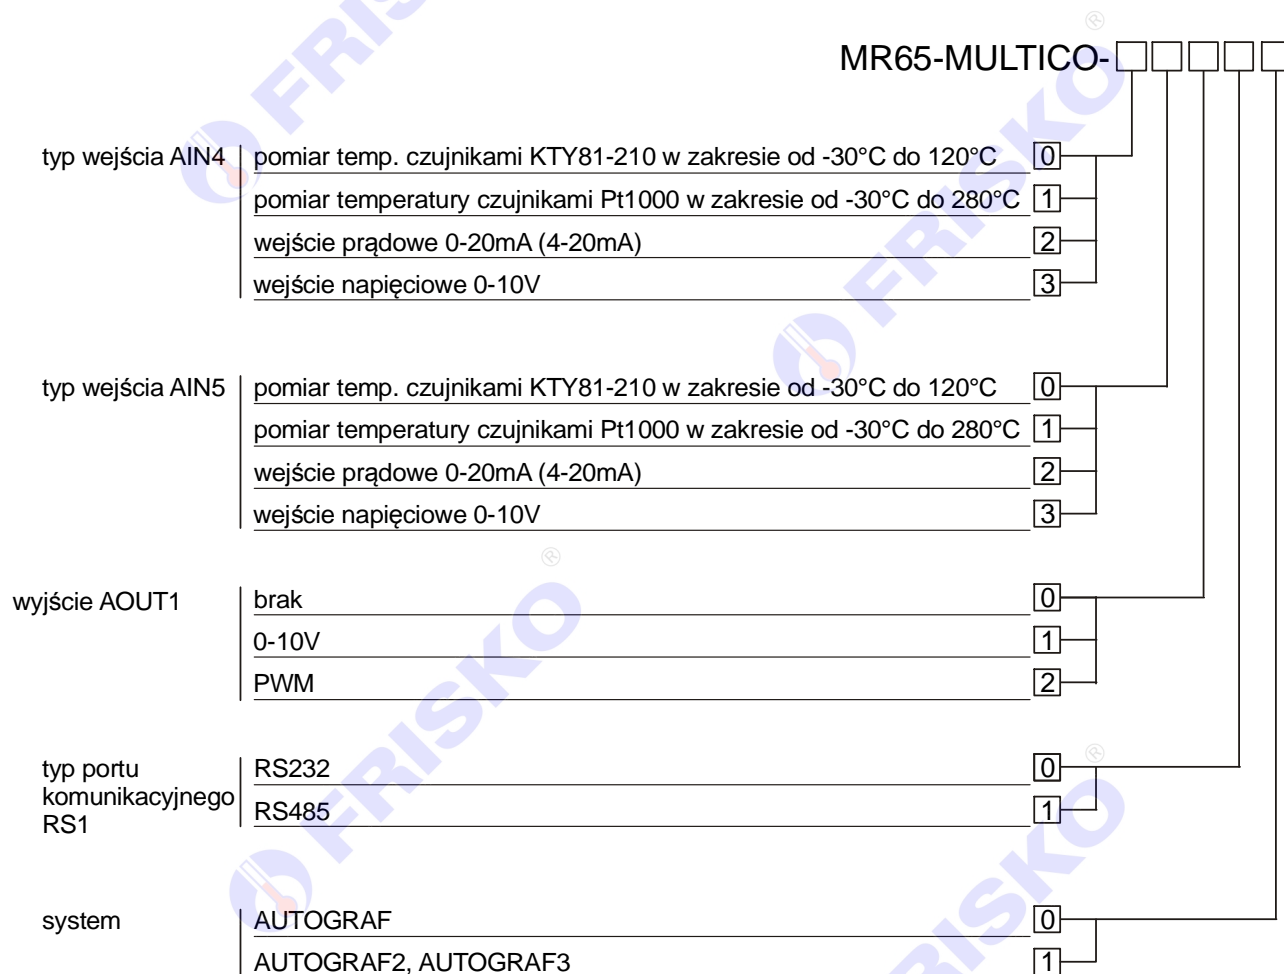 MR65-MULTICO-
typ wejścia AIN4
pomiar temp. czujnikami KTY81-210 w zakresie od -30°C do 120°C 0
pomiar temperatury czujnikami Pt1000 w zakresie od -30°C do 280°C 1
wejście prądowe 0-20mA (4-20mA) 2
wejście napięciowe 0-10V 3
typ wejścia AIN5
pomiar temp. czujnikami KTY81-210 w zakresie od -30°C do 120°C 0
pomiar temperatury czujnikami Pt1000 w zakresie od -30°C do 280°C 1
wejście prądowe 0-20mA (4-20mA) 2
wejście napięciowe 0-10V 3
wyjście AOUT1
brak 0
0-10V 1
PWM 2
typ portu
komunikacyjnego
RS1
RS232 0
RS485 1
system
AUTOGRAF 0
AUTOGRAF2, AUTOGRAF3 1
FRISKO ®
FRISKO ®
FRISKO ®
FRISKO ®